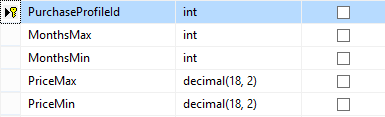 PurchaseProfileId int
MonthsMax int
MonthsMin int
PriceMax decimal(18, 2)
PriceMin decimal(18, 2)